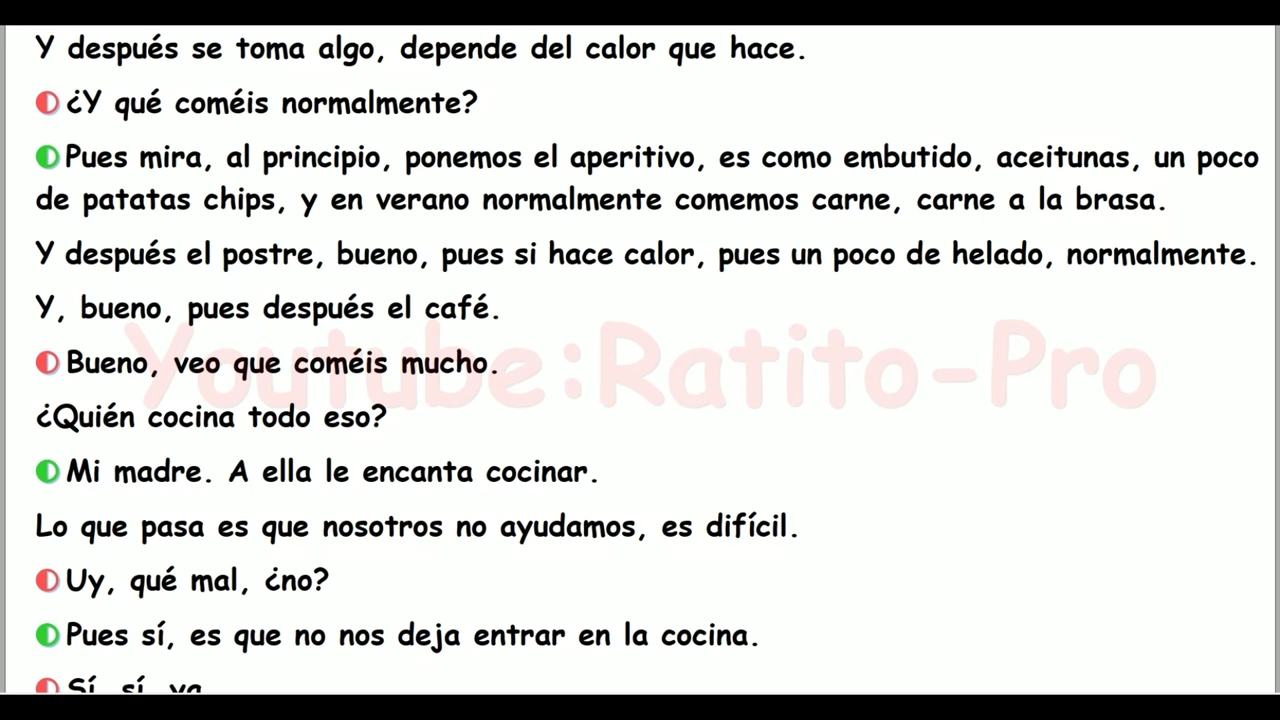 Y después se toma algo, depende del calor que hace.
¿Y qué coméis normalmente?
Pues mira, al principio, ponemos el aperitivo, es como embutido, aceitunas, un poco
de patatas chips, y en verano normalmente comemos carne, carne a la brasa.
Y después el postre, bueno, pues si hace calor, pues un poco de helado, normalmente.
Y, bueno, pues después el café.
Youtube:Ratito-Pro
Bueno, veo que coméis mucho.
¿Quién cocina todo eso?
Mi madre. A ella le encanta cocinar.
Lo que pasa es que nosotros no ayudamos, es difícil.
Uy, qué mal, ¿no?
Pues sí, es que no nos deja entrar en la cocina.
Sí, sí, ya